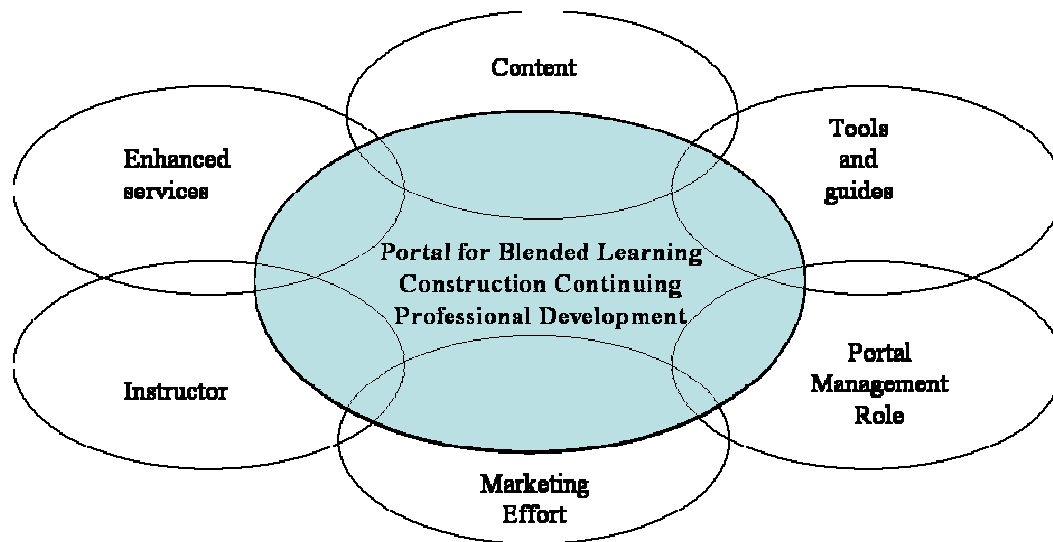 Content
Tools
and
guides
Enhanced
services
Portal for Blended Learning
Construction Continuing
Professional Development
Instructor
Portal
Management
Role
Marketing
Effort